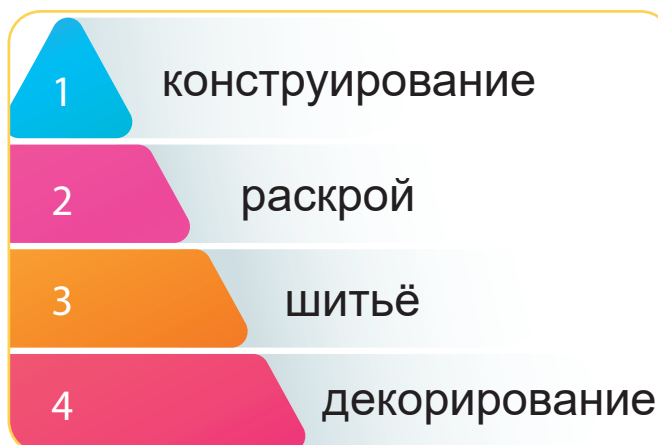 1 конструирование
2 раскрой
3 шитьё
4 декорирование